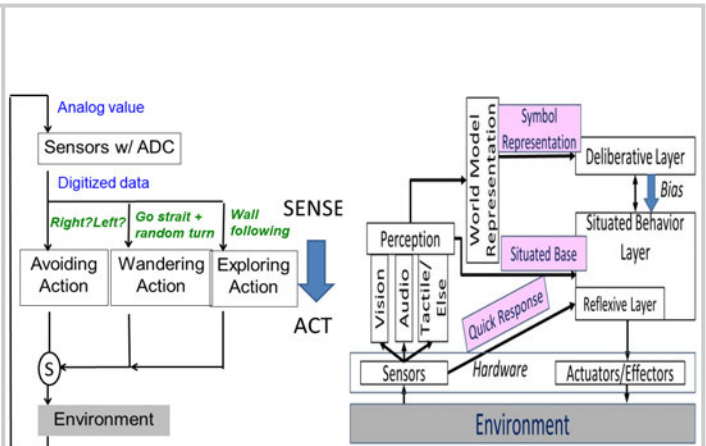 Analog value
Sensors w/ ADC
Digitized data
Right?Left?
Go strait +
random turn
Wall
following
Avoiding
Action
Wandering
Action
Exploring
Action
S
Environment
SENSE
ACT
World Model
Representation
Symbol
Representation
Deliberative Layer
Bias
Perception
Situated Base
Situated Behavior
Layer
Vision
Audio
Tactile/
Else
Quick Response
Reflexive Layer
Sensors
Hardware
Actuators/Effectors
Environment